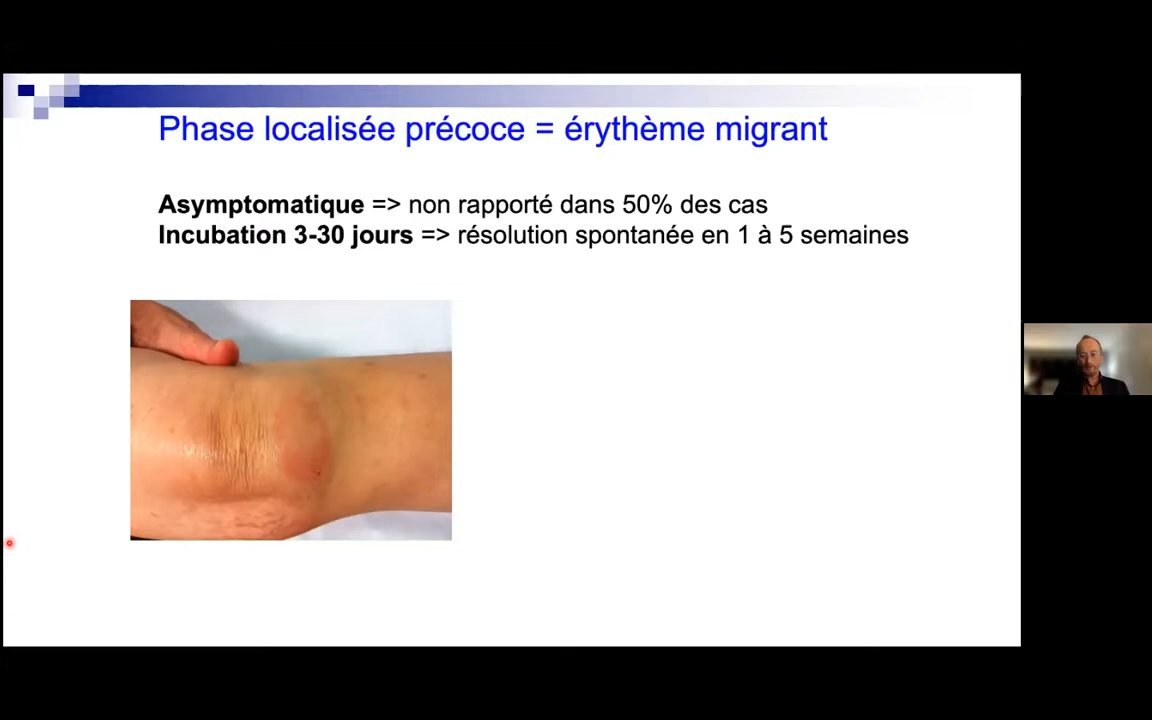 Phase localisée précoce = érythème migrant
Asymptomatique => non rapporté dans 50% des cas
Incubation 3-30 jours => résolution spontanée en 1 à 5 semaines